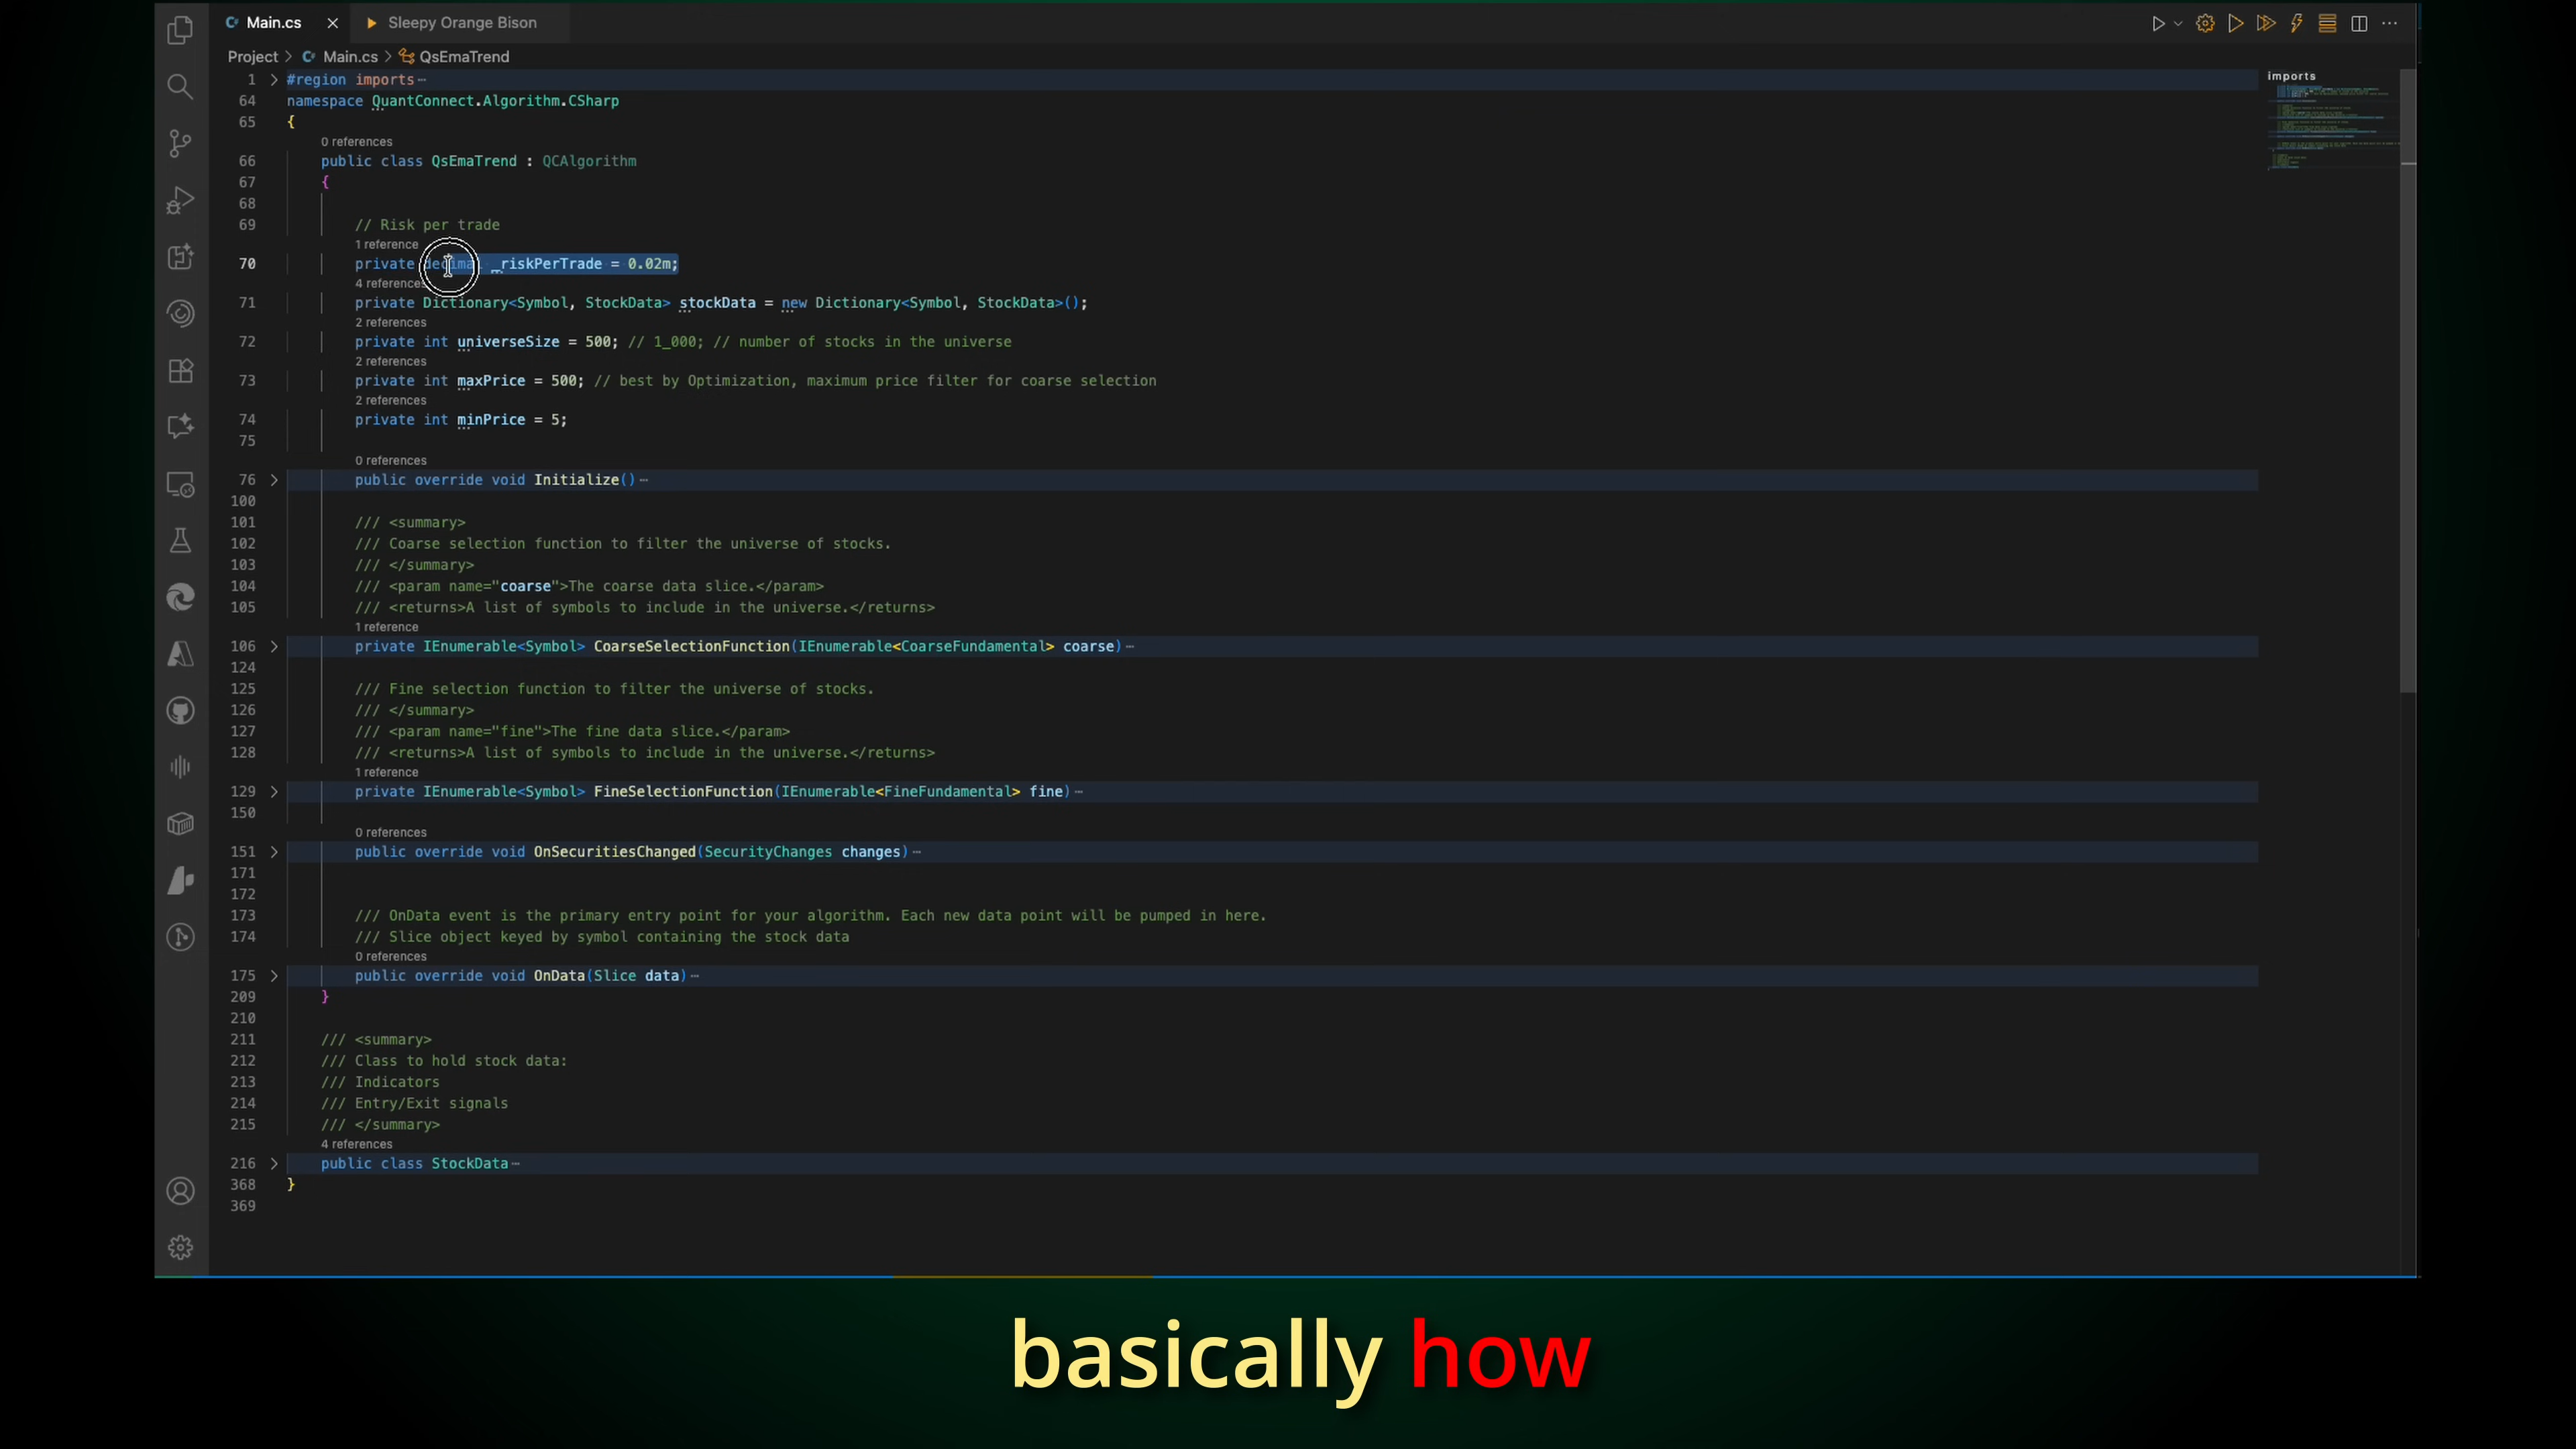 Main.cs
Sleepy Orange Bison
Project > Main.cs > QsEmaTrend
1 #region imports
64 namespace QuantConnect.Algorithm.CSharp
65 {
0 references
66 public class QsEmaTrend : QCAlgorithm
67 {
68
69 // Risk per trade
1 reference
70 private decimal _riskPerTrade = 0.02m;
4 references
71 private Dictionary<Symbol, StockData> stockData = new Dictionary<Symbol, StockData>();
2 references
72 private int universeSize = 500; // 1_000; // number of stocks in the universe
2 references
73 private int maxPrice = 500; // best by Optimization, maximum price filter for coarse selection
2 references
74 private int minPrice = 5;
75
0 references
76 public override void Initialize()
100
101 /// <summary>
102 /// Coarse selection function to filter the universe of stocks.
103 /// </summary>
104 /// <param name="coarse">The coarse data slice.</param>
105 /// <returns>A list of symbols to include in the universe.</returns>
1 reference
106 private IEnumerable<Symbol> CoarseSelectionFunction(IEnumerable<CoarseFundamental> coarse)
124
125 /// Fine selection function to filter the universe of stocks.
126 /// </summary>
127 /// <param name="fine">The fine data slice.</param>
128 /// <returns>A list of symbols to include in the universe.</returns>
1 reference
129 private IEnumerable<Symbol> FineSelectionFunction(IEnumerable<FineFundamental> fine)
150
0 references
151 public override void OnSecuritiesChanged(SecurityChanges changes)
171
172
173 /// OnData event is the primary entry point for your algorithm. Each new data point will be pumped in here.
174 /// Slice object keyed by symbol containing the stock data
0 references
175 public override void OnData(Slice data)
209 }
210
211 /// <summary>
212 /// Class to hold stock data:
213 /// Indicators
214 /// Entry/Exit signals
215 /// </summary>
4 references
216 public class StockData
368 }
369
imports
basically how